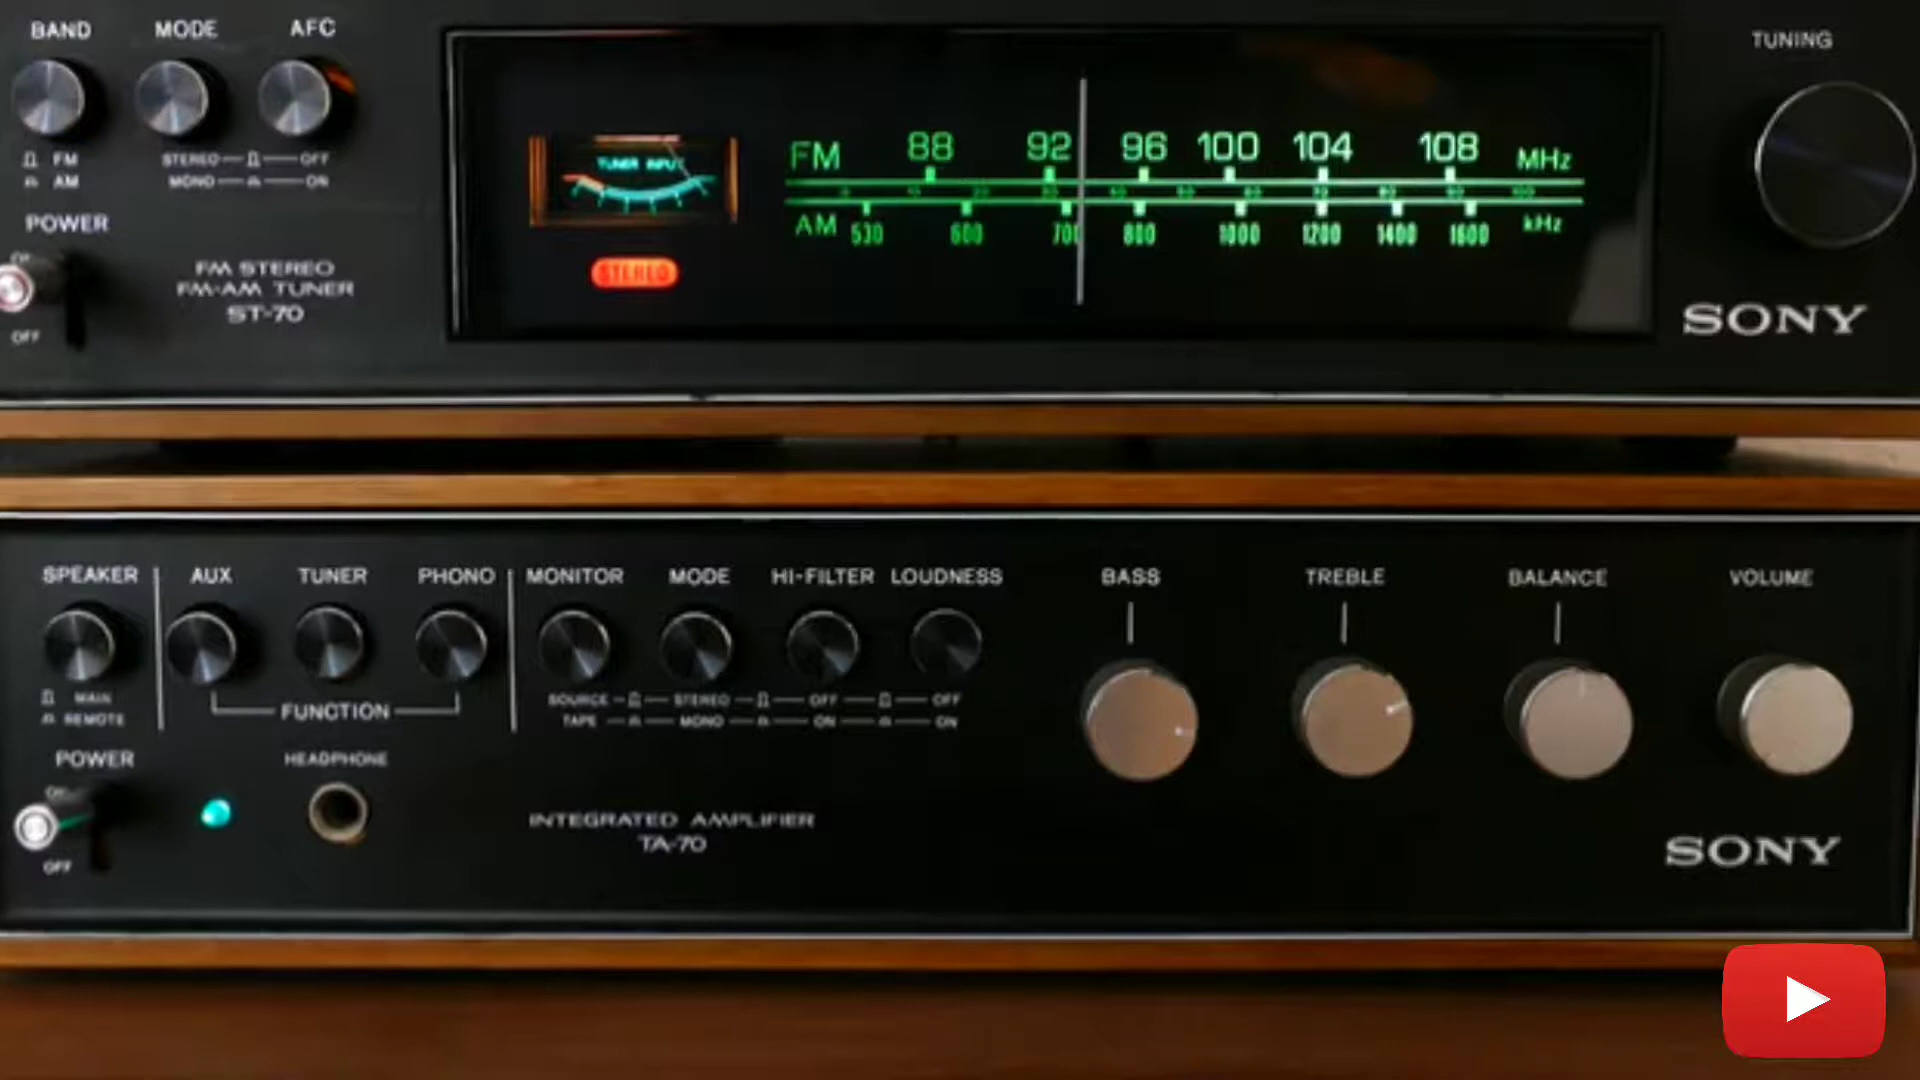 BAND MODE AFC
TUNING
FM 88 92 96 100 104 108 MHz
TUNER INPUT
FM STEREO OFF
AM MONO ON
AM 530 600 700 800 1000 1200 1400 1600 kHz
POWER
STEREO
OFF
FM STEREO
FM-AM TUNER
ST-70
SONY
SPEAKER AUX TUNER PHONO MONITOR MODE HI-FILTER LOUDNESS BASS TREBLE BALANCE VOLUME
MAIN SOURCE STEREO OFF OFF
REMOTE TAPE MONO ON ON
FUNCTION
POWER HEADPHONE
OFF
INTEGRATED AMPLIFIER
TA-70
SONY